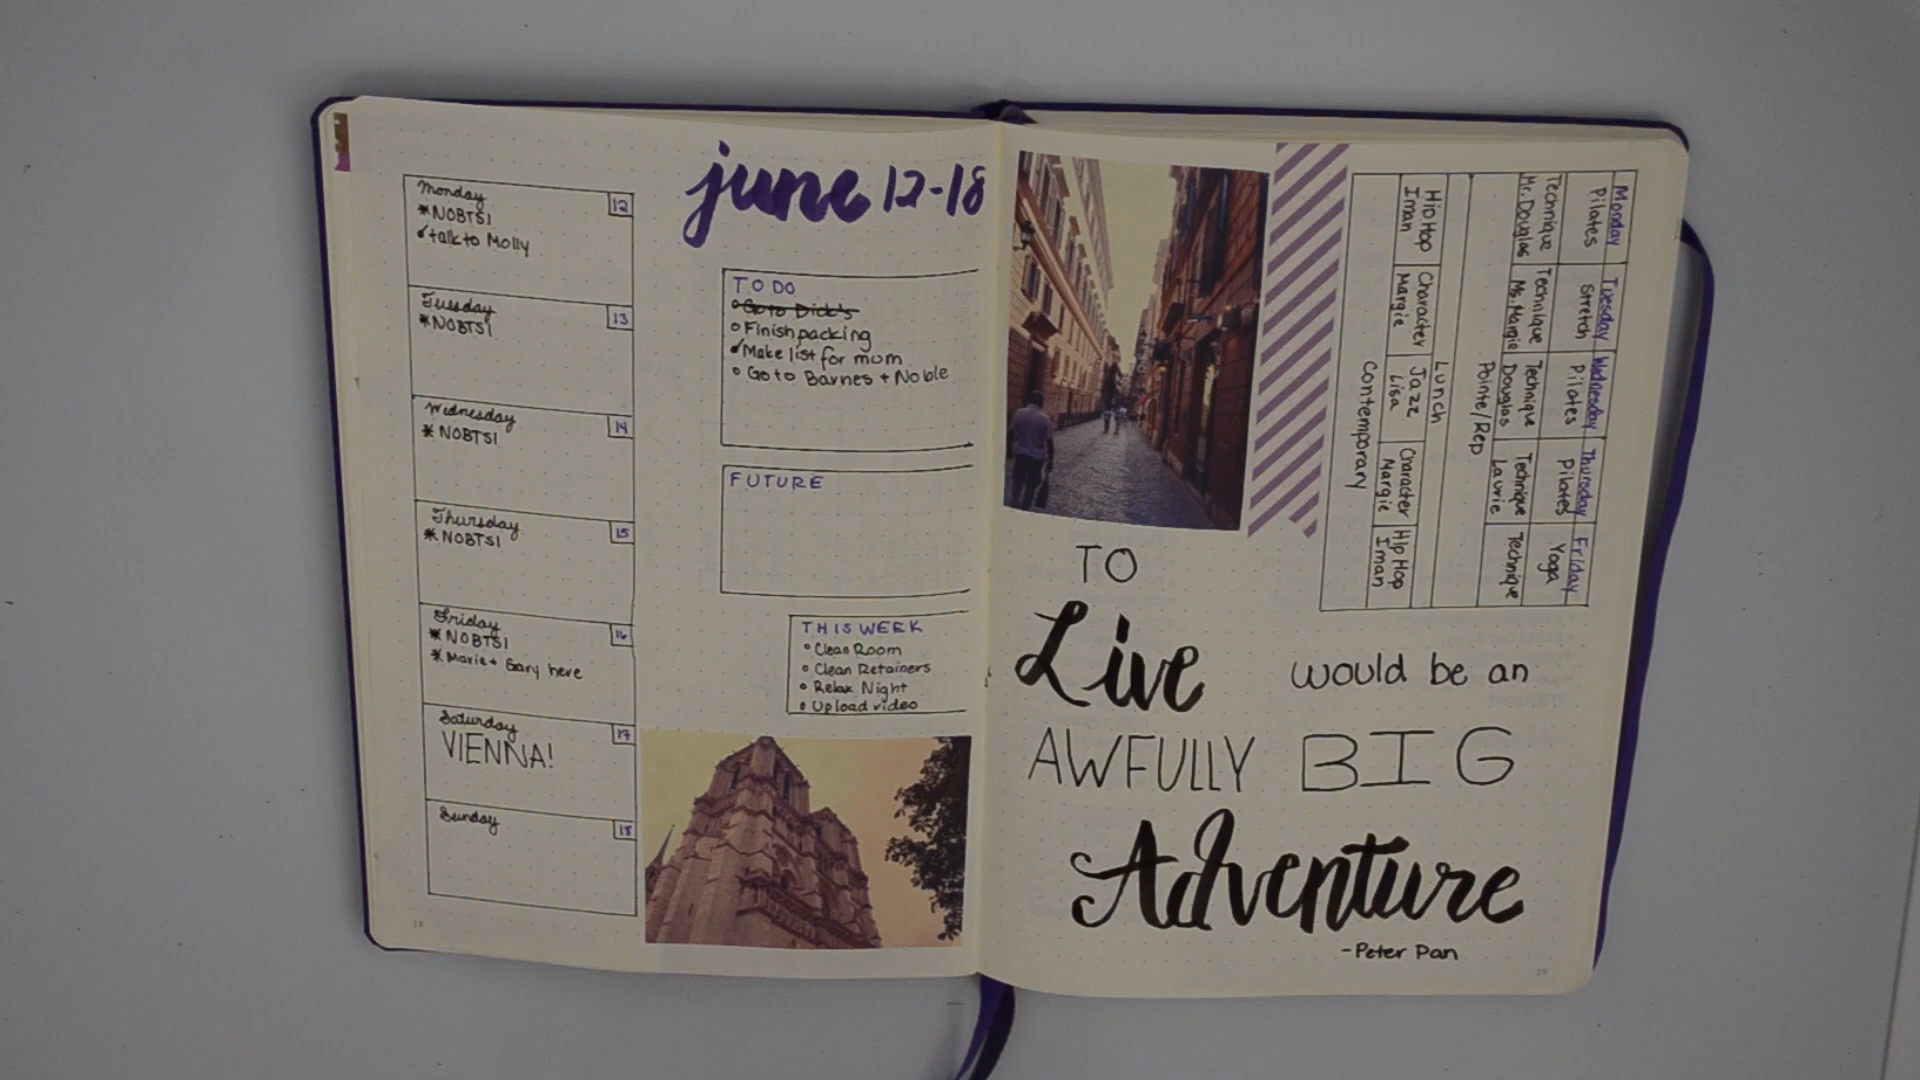 june 12-18
Monday 12
*NOBTSI
talk to Molly
Tuesday 13
*NOBTSI
Wednesday 14
*NOBTSI
Thursday 15
*NOBTSI
Friday 16
*NOBTSI
*Marie + Gary here
Saturday 17
VIENNA!
Sunday 18
TO DO
Go to Dick's
Finish packing
Make list for mom
Go to Barnes + Noble
FUTURE
THIS WEEK
Clean Room
Clean Retainers
Relax Night
Upload video
18
Monday Tuesday Wednesday Thursday Friday
Pilates Stretch Pilates Pilates Yoga
Technique Technique Technique Technique Technique
Mr. Douglas Ms. Margie Douglas Laurie
Pointe/Rep
Lunch
Hip Hop Character Jazz Character Hip Hop
Iman Margie Lisa Margie Iman
Contemporary
TO
Live would be an
AWFULLY BIG
Adventure
-Peter Pan
19